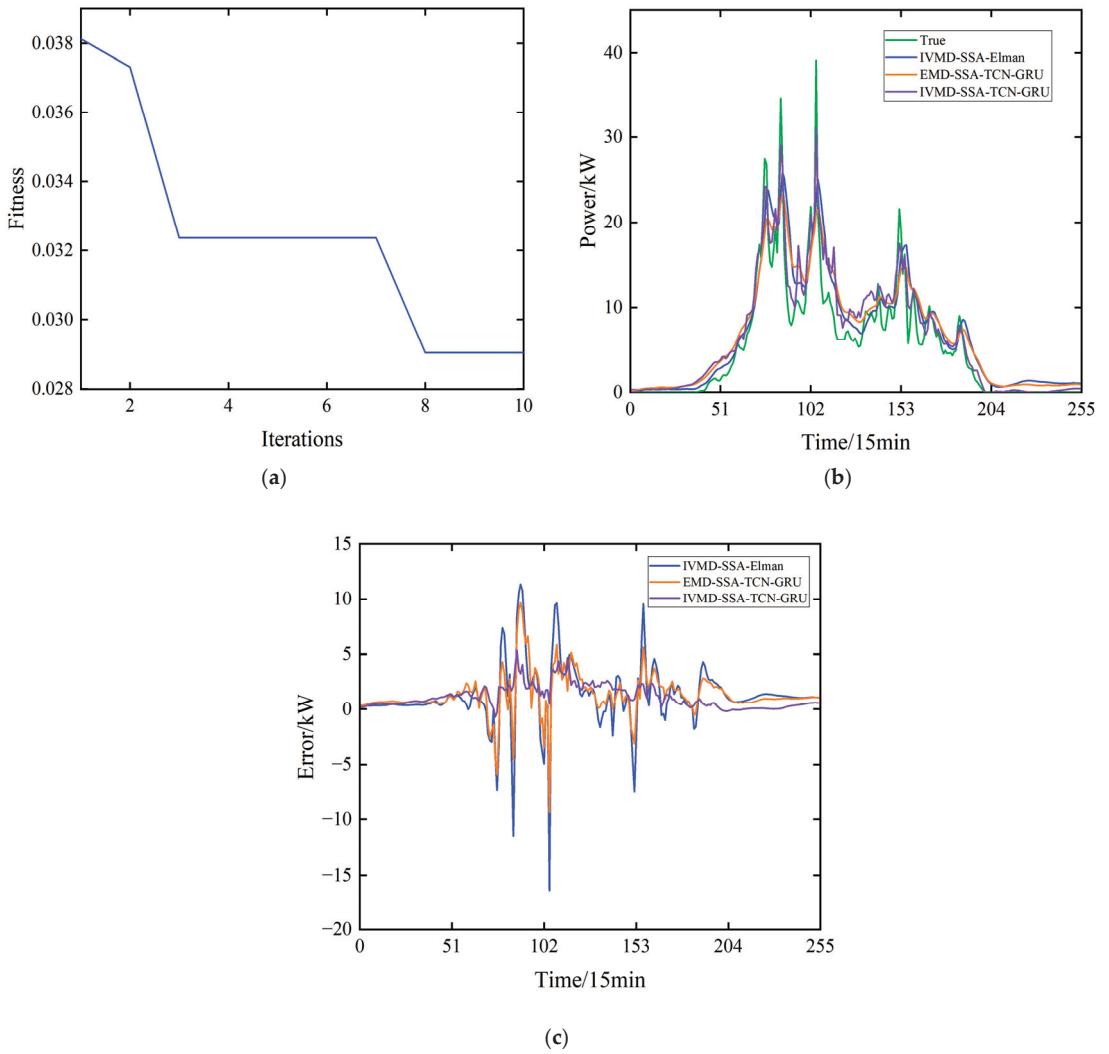 0.038
0.036
0.034
0.032
0.030
0.028
Fitness
2 4 6 8 10
Iterations
(a)
40
30
20
10
0
Power/kW
True
IVMD-SSA-Elman
EMD-SSA-TCN-GRU
IVMD-SSA-TCN-GRU
0 51 102 153 204 255
Time/15min
(b)
15
10
5
0
−5
−10
−15
−20
Error/kW
IVMD-SSA-Elman
EMD-SSA-TCN-GRU
IVMD-SSA-TCN-GRU
0 51 102 153 204 255
Time/15min
(c)